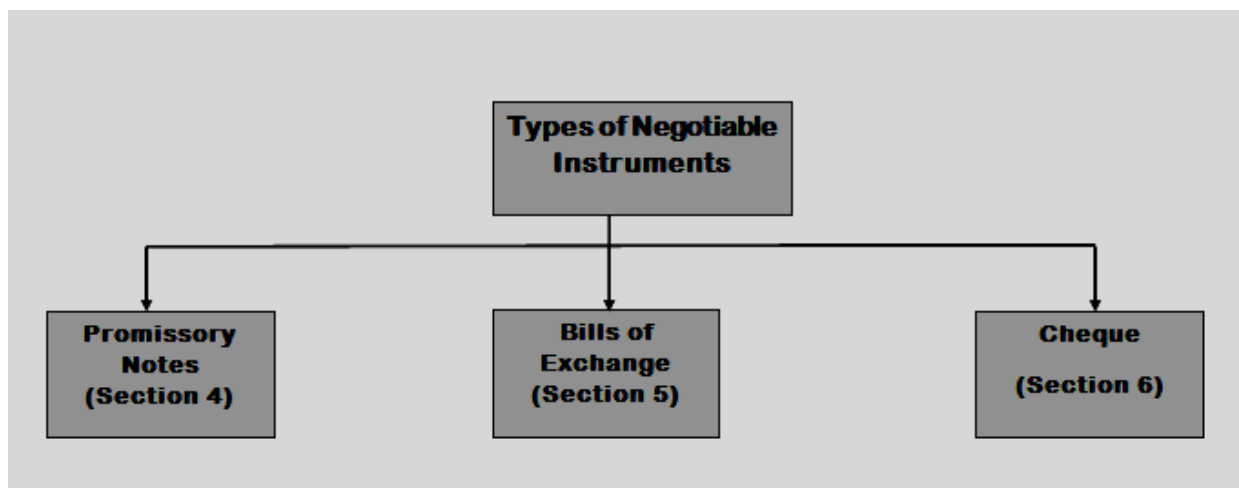 Types of Negotiable
Instruments
Promissory
Notes
(Section 4)
Bills of
Exchange
(Section 5)
Cheque
(Section 6)